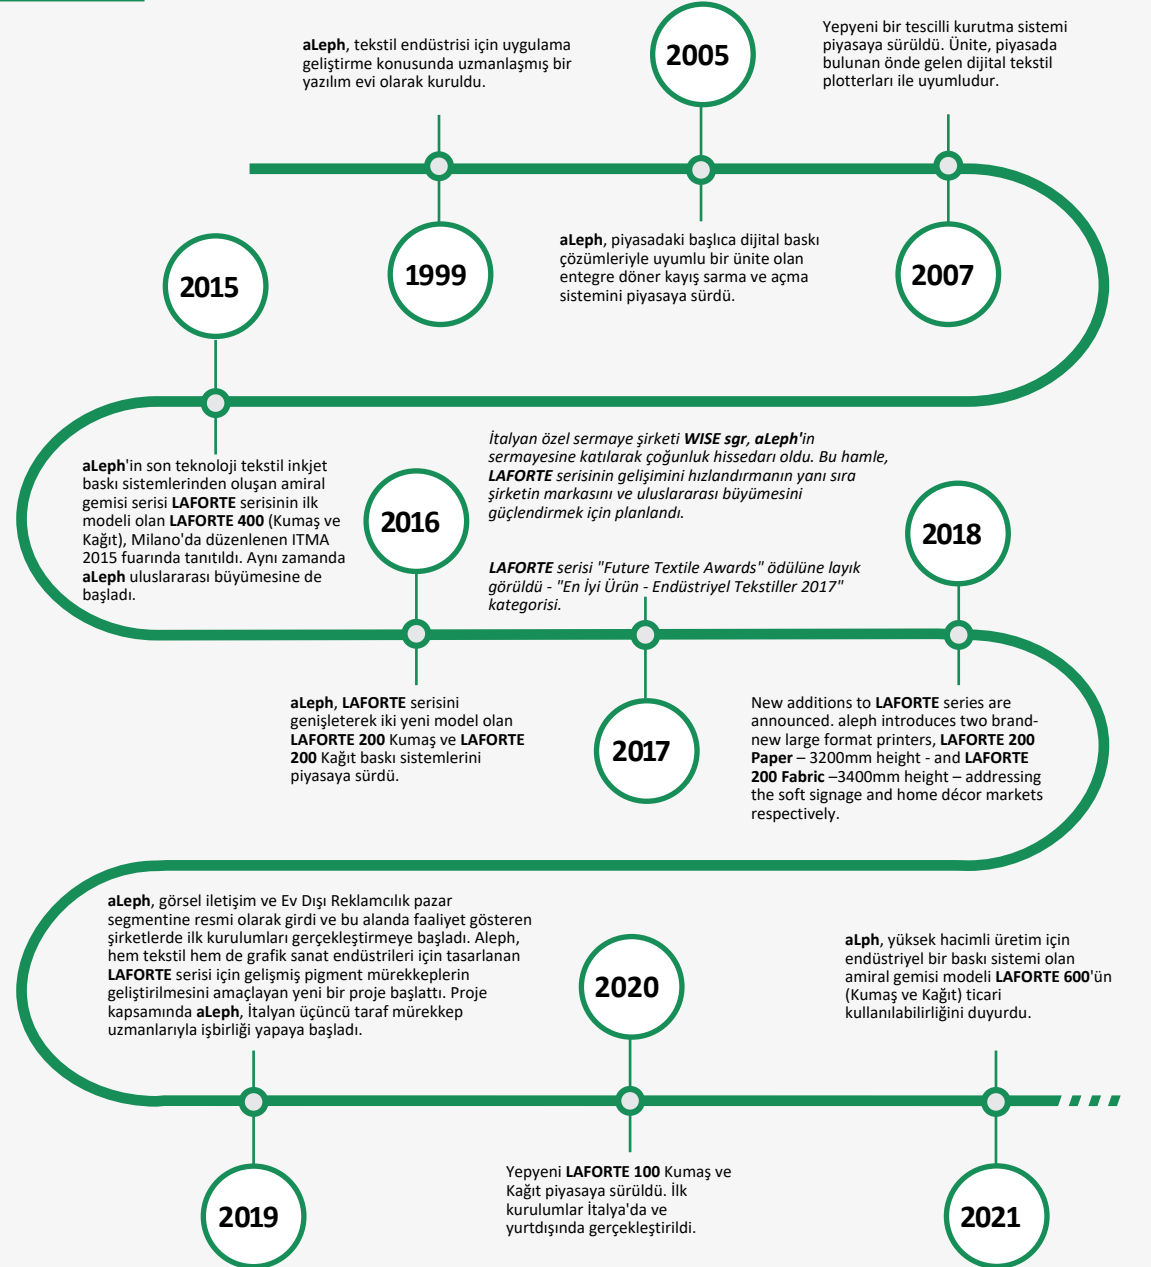 aLeph, tekstil endüstrisi için uygulama
geliştirme konusunda uzmanlaşmış bir
yazılım evi olarak kuruldu.
1999
2005
aLeph, piyasadaki başlıca dijital baskı
çözümleriyle uyumlu bir ünite olan
entegre döner kayış sarma ve açma
sistemini piyasaya sürdü.
Yepyeni bir tescilli kurutma sistemi
piyasaya sürüldü. Ünite, piyasada
bulunan önde gelen dijital tekstil
plotterları ile uyumludur.
2007
2015
aLeph'in son teknoloji tekstil inkjet
baskı sistemlerinden oluşan amiral
gemisi serisi LAFORTE serisinin ilk
modeli olan LAFORTE 400 (Kumaş ve
Kağıt), Milano'da düzenlenen ITMA
2015 fuarında tanıtıldı. Aynı zamanda
aLeph uluslararası büyümesine de
başladı.
2016
aLeph, LAFORTE serisini
genişleterek iki yeni model olan
LAFORTE 200 Kumaş ve LAFORTE
200 Kağıt baskı sistemlerini
piyasaya sürdü.
İtalyan özel sermaye şirketi WISE sgr, aLeph'in
sermayesine katılarak çoğunluk hissedarı oldu. Bu hamle,
LAFORTE serisinin gelişimini hızlandırmanın yanı sıra
şirketin markasını ve uluslararası büyümesini
güçlendirmek için planlandı.
LAFORTE serisi "Future Textile Awards" ödülüne layık
görüldü - "En İyi Ürün - Endüstriyel Tekstiller 2017"
kategorisi.
2017
2018
New additions to LAFORTE series are
announced. aleph introduces two brand-
new large format printers, LAFORTE 200
Paper – 3200mm height - and LAFORTE
200 Fabric –3400mm height – addressing
the soft signage and home décor markets
respectively.
aLeph, görsel iletişim ve Ev Dışı Reklamcılık pazar
segmentine resmi olarak girdi ve bu alanda faaliyet gösteren
şirketlerde ilk kurulumları gerçekleştirmeye başladı. Aleph,
hem tekstil hem de grafik sanat endüstrileri için tasarlanan
LAFORTE serisi için gelişmiş pigment mürekkeplerin
geliştirilmesini amaçlayan yeni bir proje başlattı. Proje
kapsamında aLeph, İtalyan üçüncü taraf mürekkep
uzmanlarıyla işbirliği yapaya başladı.
2019
2020
Yepyeni LAFORTE 100 Kumaş ve
Kağıt piyasaya sürüldü. İlk
kurulumlar İtalya'da ve
yurtdışında gerçekleştirildi.
aLph, yüksek hacimli üretim için
endüstriyel bir baskı sistemi olan
amiral gemisi modeli LAFORTE 600'ün
(Kumaş ve Kağıt) ticari
kullanılabilirliğini duyurdu.
2021